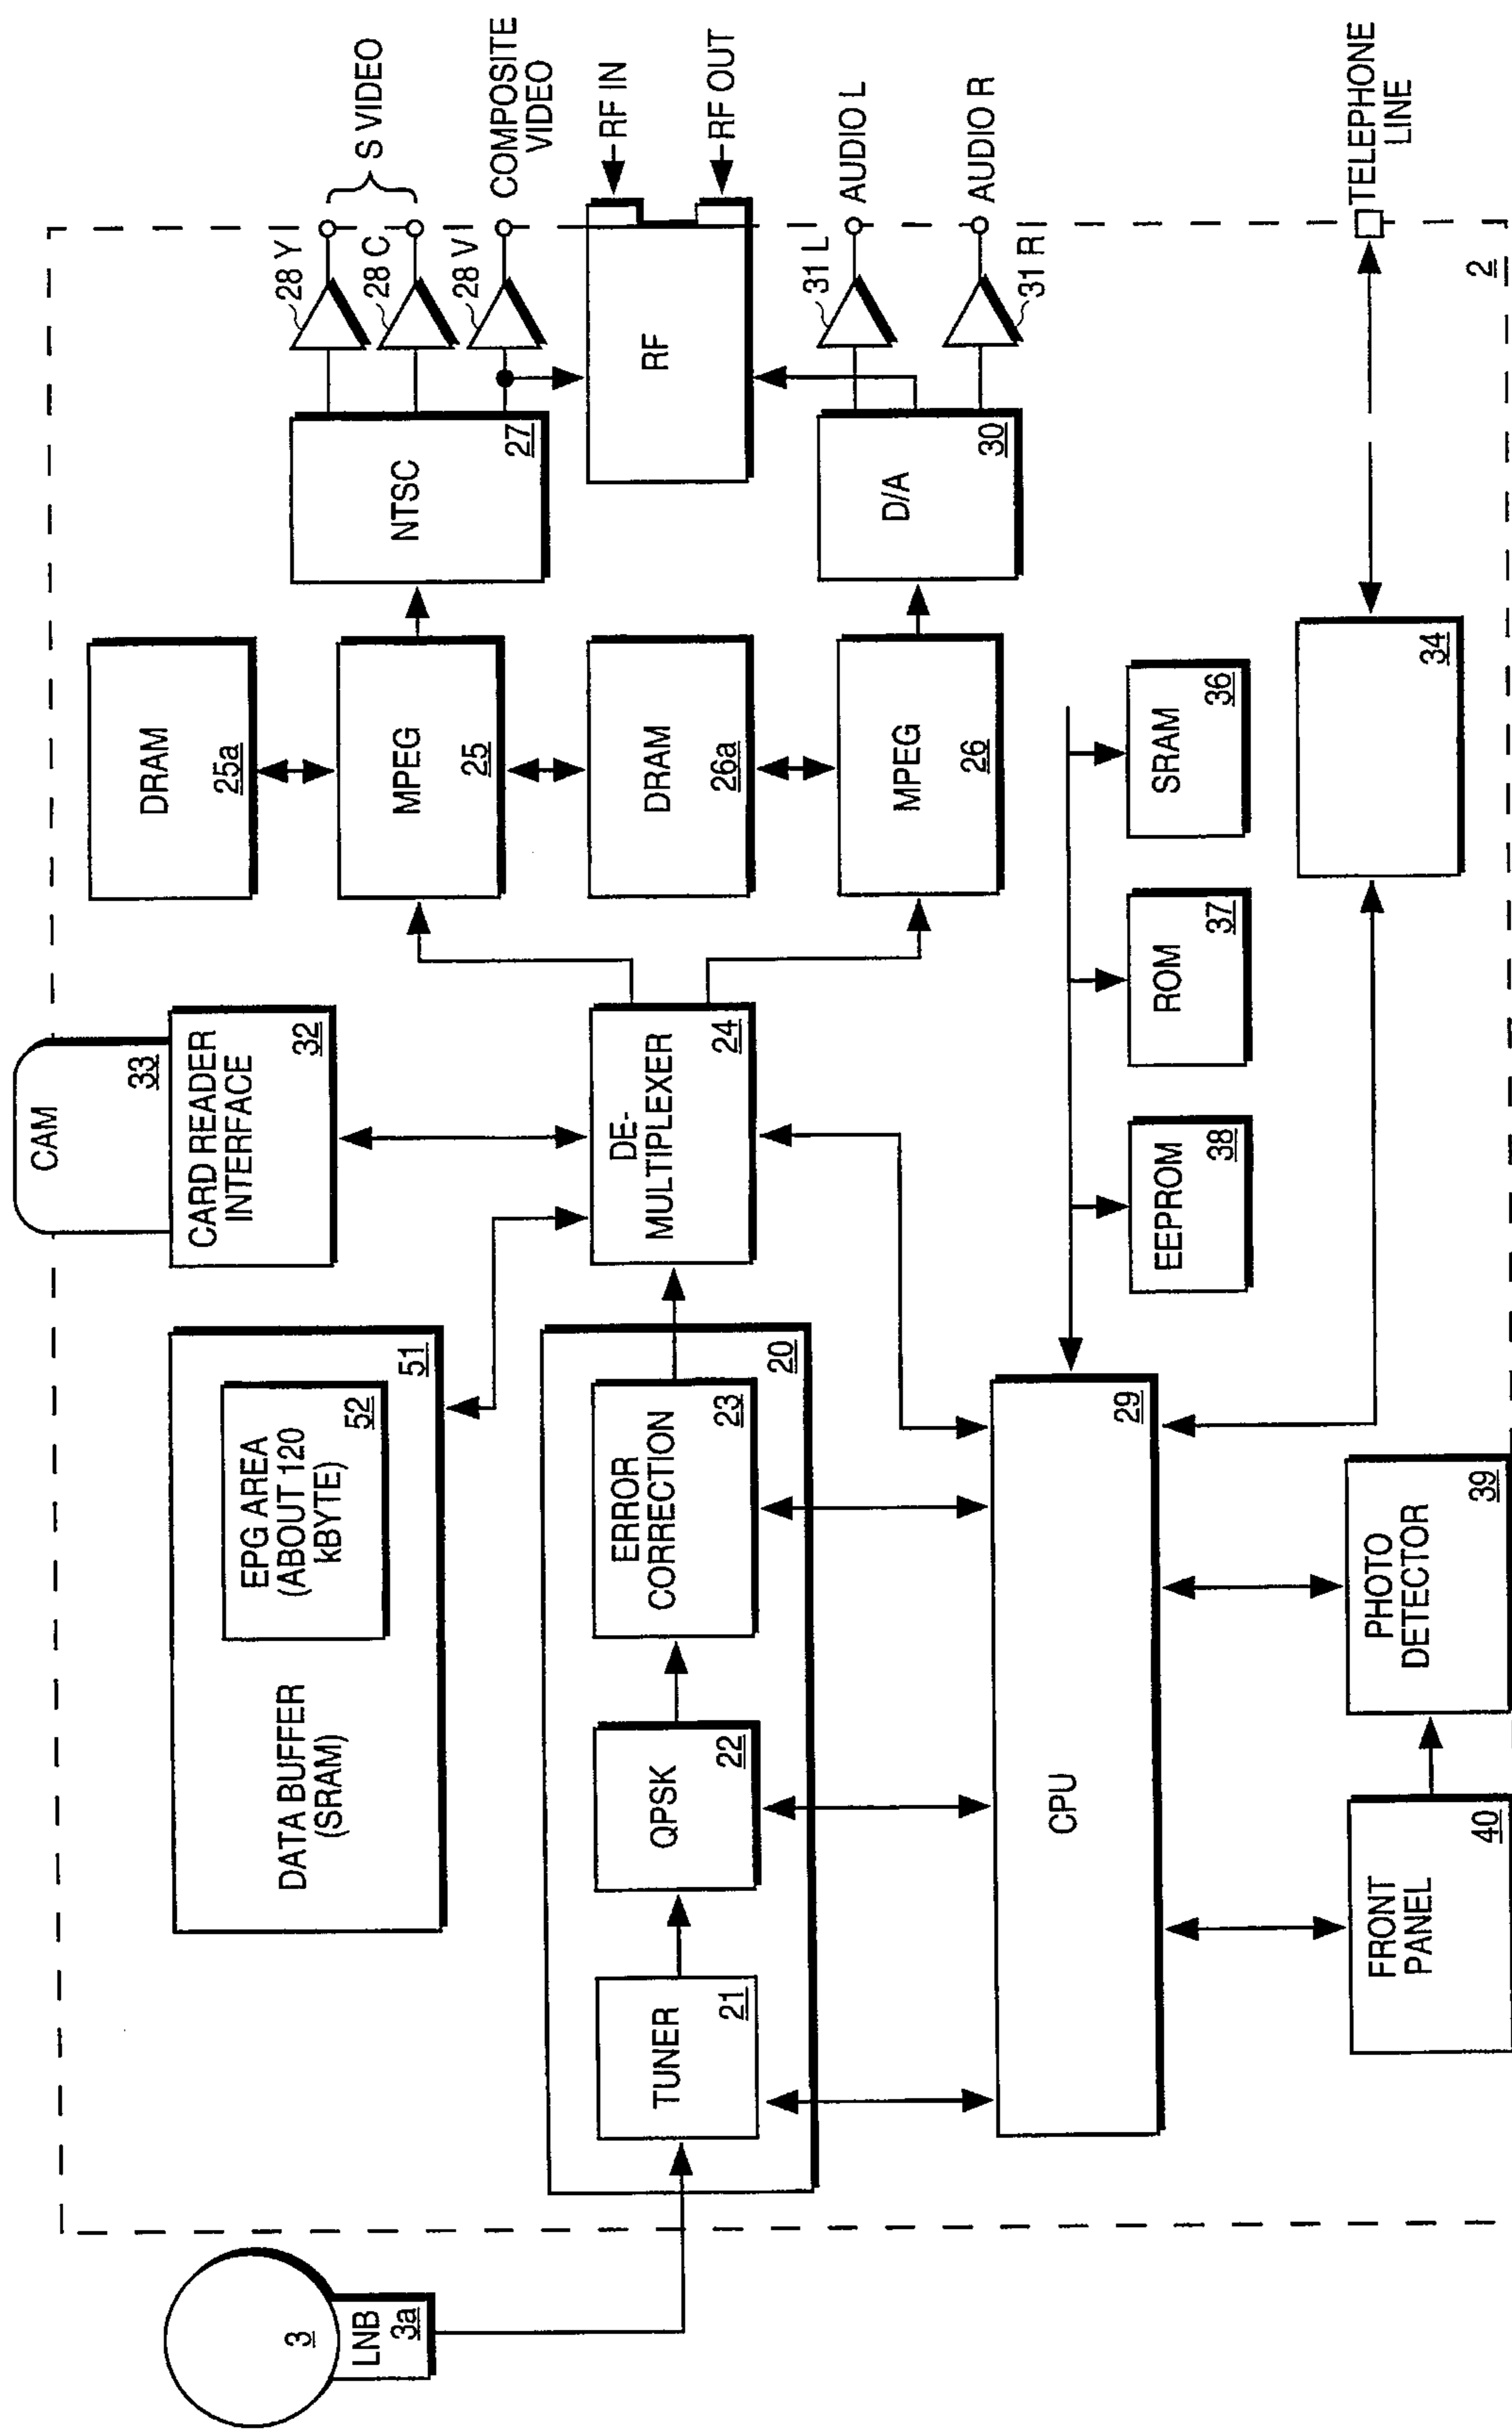 3
LNB
3a
CAM
33
CARD READER
INTERFACE
32
DATA BUFFER
(SRAM)
51
EPG AREA
(ABOUT 120
kBYTE)
52
20
TUNER
21
QPSK
22
ERROR
CORRECTION
23
DE-
MULTIPLEXER
24
DRAM
25a
MPEG
25
DRAM
26a
MPEG
26
NTSC
27
28 Y
28 C
28 V
S VIDEO
COMPOSITE
VIDEO
RF
RF IN
RF OUT
D/A
30
31 L
31 R
AUDIO L
AUDIO R
CPU
29
EEPROM
38
ROM
37
SRAM
36
34
TELEPHONE
LINE
FRONT
PANEL
40
PHOTO
DETECTOR
39
2